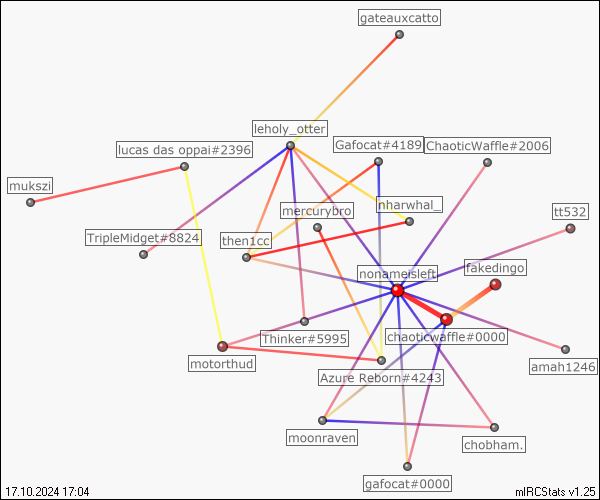 gateauxcatto
leholy_otter
lucas das oppai#2396
Gafocat#4189
ChaoticWaffle#2006
mukszi
mercurybro
nharwhal_
tt532
TripleMidget#8824
then1cc
nonameisleft
fakedingo
Thinker#5995
chaoticwaffle#0000
motorthud
Azure Reborn#4243
amah1246
moonraven
chobham.
gafocat#0000
17.10.2024 17:04
mIRCStats v1.25